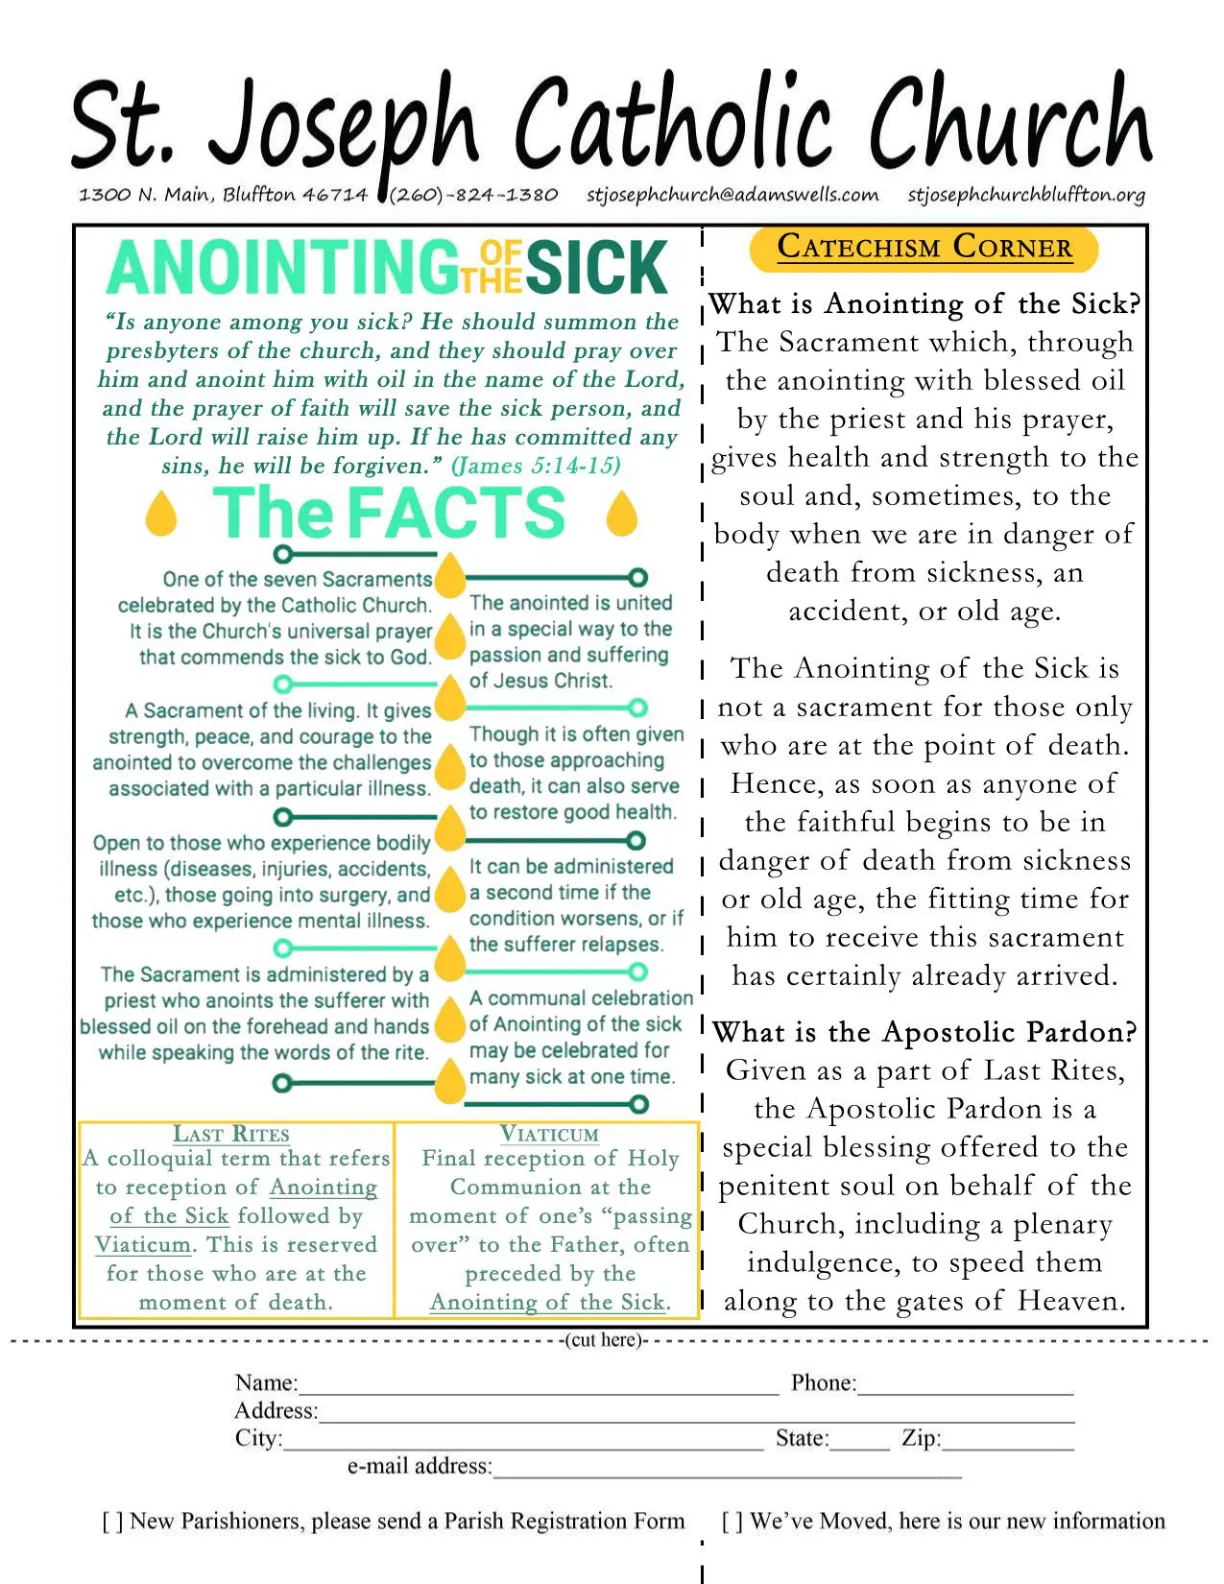 St. Joseph Catholic Church
1300 N. Main, Bluffton 46714 (260)-824-1380 stjosephchurch@adamswells.com stjosephchurchbluffton.org
ANOINTING OF THE SICK
“Is anyone among you sick? He should summon the
presbyters of the church, and they should pray over
him and anoint him with oil in the name of the Lord,
and the prayer of faith will save the sick person, and
the Lord will raise him up. If he has committed any
sins, he will be forgiven.” (James 5:14-15)
The FACTS
One of the seven Sacraments
celebrated by the Catholic Church.
It is the Church's universal prayer
that commends the sick to God.
The anointed is united
in a special way to the
passion and suffering
of Jesus Christ.
A Sacrament of the living. It gives
strength, peace, and courage to the
anointed to overcome the challenges
associated with a particular illness.
Though it is often given
to those approaching
death, it can also serve
to restore good health.
Open to those who experience bodily
illness (diseases, injuries, accidents,
etc.), those going into surgery, and
those who experience mental illness.
It can be administered
a second time if the
condition worsens, or if
the sufferer relapses.
The Sacrament is administered by a
priest who anoints the sufferer with
blessed oil on the forehead and hands
while speaking the words of the rite.
A communal celebration
of Anointing of the sick
may be celebrated for
many sick at one time.
LAST RITES
A colloquial term that refers
to reception of Anointing
of the Sick followed by
Viaticum. This is reserved
for those who are at the
moment of death.
VIATICUM
Final reception of Holy
Communion at the
moment of one’s “passing
over” to the Father, often
preceded by the
Anointing of the Sick.
CATECHISM CORNER
What is Anointing of the Sick?
The Sacrament which, through
the anointing with blessed oil
by the priest and his prayer,
gives health and strength to the
soul and, sometimes, to the
body when we are in danger of
death from sickness, an
accident, or old age.
The Anointing of the Sick is
not a sacrament for those only
who are at the point of death.
Hence, as soon as anyone of
the faithful begins to be in
danger of death from sickness
or old age, the fitting time for
him to receive this sacrament
has certainly already arrived.
What is the Apostolic Pardon?
Given as a part of Last Rites,
the Apostolic Pardon is a
special blessing offered to the
penitent soul on behalf of the
Church, including a plenary
indulgence, to speed them
along to the gates of Heaven.
-(cut here)-
Name: Phone:
Address:
City: State: Zip:
e-mail address:
[ ] New Parishioners, please send a Parish Registration Form [ ] We’ve Moved, here is our new information